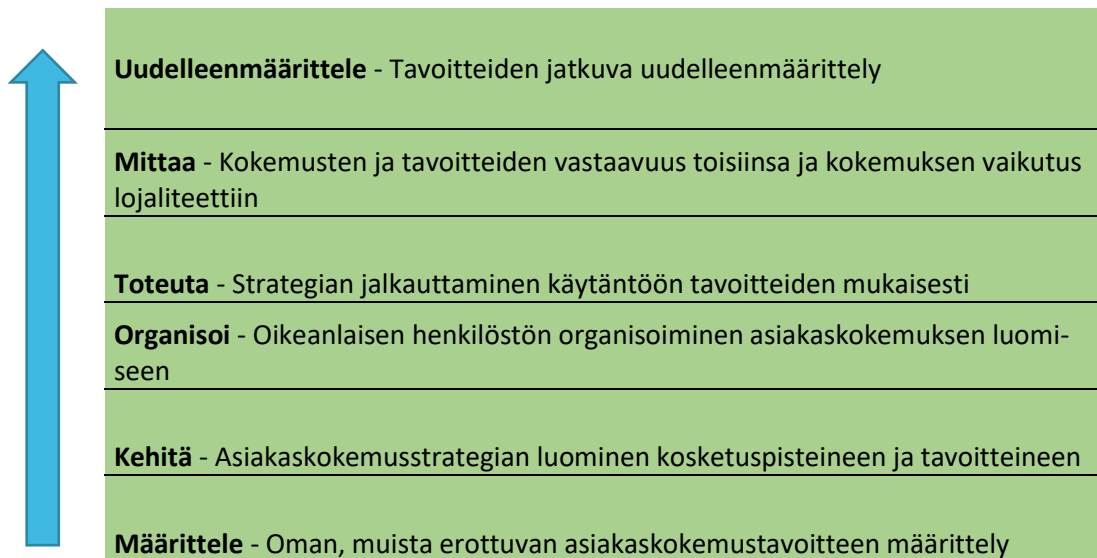 Uudelleenmäärittele - Tavoitteiden jatkuva uudelleenmäärittely
Mittaa - Kokemusten ja tavoitteiden vastaavuus toisiinsa ja kokemuksen vaikutus
lojaliteettiin
Toteuta - Strategian jalkauttaminen käytäntöön tavoitteiden mukaisesti
Organisoi - Oikeanlaisen henkilöstön organisoiminen asiakaskokemuksen luomi-
seen
Kehitä - Asiakaskokemusstrategian luominen kosketuspisteineen ja tavoitteineen
Määrittele - Oman, muista erottuvan asiakaskokemustavoitteen määrittely